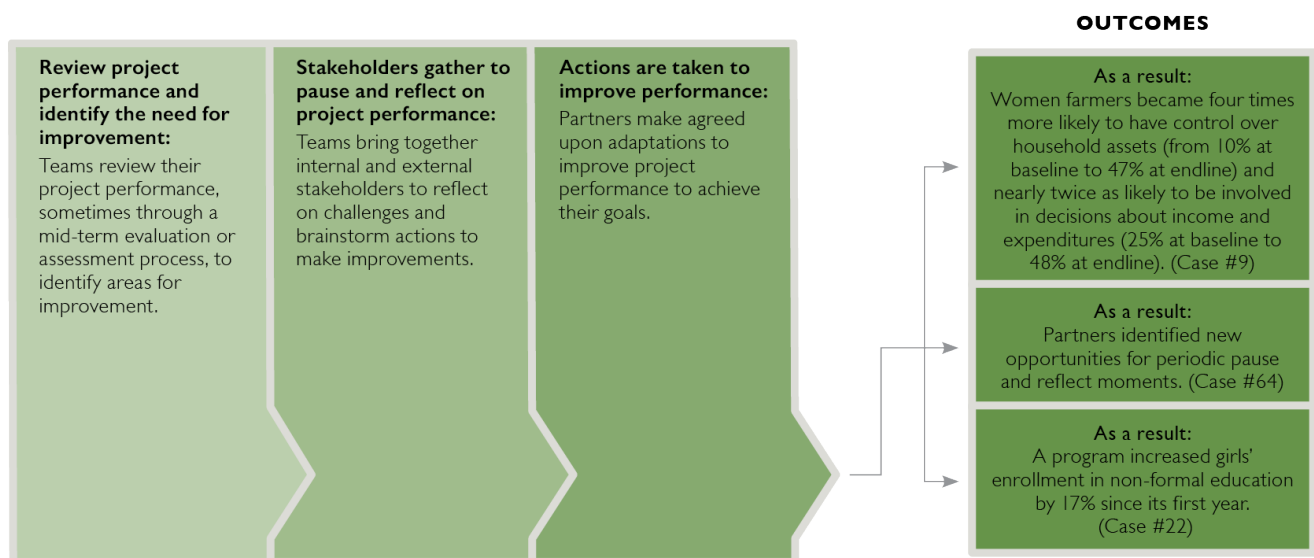 Review project
performance and
identify the need for
improvement:
Teams review their
project performance,
sometimes through a
mid-term evaluation or
assessment process, to
identify areas for
improvement.
Stakeholders gather to
pause and reflect on
project performance:
Teams bring together
internal and external
stakeholders to reflect
on challenges and
brainstorm actions to
make improvements.
Actions are taken to
improve performance:
Partners make agreed
upon adaptations to
improve project
performance to achieve
their goals.
OUTCOMES
As a result:
Women farmers became four times
more likely to have control over
household assets (from 10% at
baseline to 47% at endline) and
nearly twice as likely to be involved
in decisions about income and
expenditures (25% at baseline to
48% at endline). (Case #9)
As a result:
Partners identified new
opportunities for periodic pause
and reflect moments. (Case #64)
As a result:
A program increased girls’
enrollment in non-formal education
by 17% since its first year.
(Case #22)